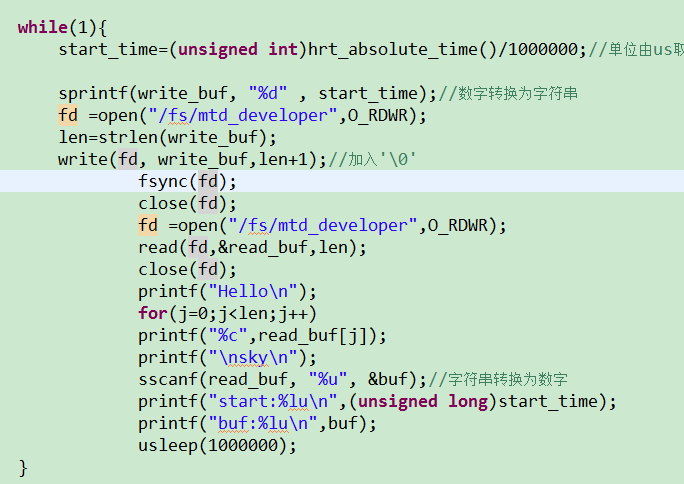 while(1){
start_time=(unsigned int)hrt_absolute_time()/1000000;//单位由us取
sprintf(write_buf, "%d" , start_time);//数字转换为字符串
fd =open("/fs/mtd_developer",O_RDWR);
len=strlen(write_buf);
write(fd, write_buf,len+1);//加入'\0'
fsync(fd);
close(fd);
fd =open("/fs/mtd_developer",O_RDWR);
read(fd,&read_buf,len);
close(fd);
printf("Hello\n");
for(j=0;j<len;j++)
printf("%c",read_buf[j]);
printf("\nsky\n");
sscanf(read_buf, "%u", &buf);//字符串转换为数字
printf("start:%lu\n",(unsigned long)start_time);
printf("buf:%lu\n",buf);
usleep(1000000);
}